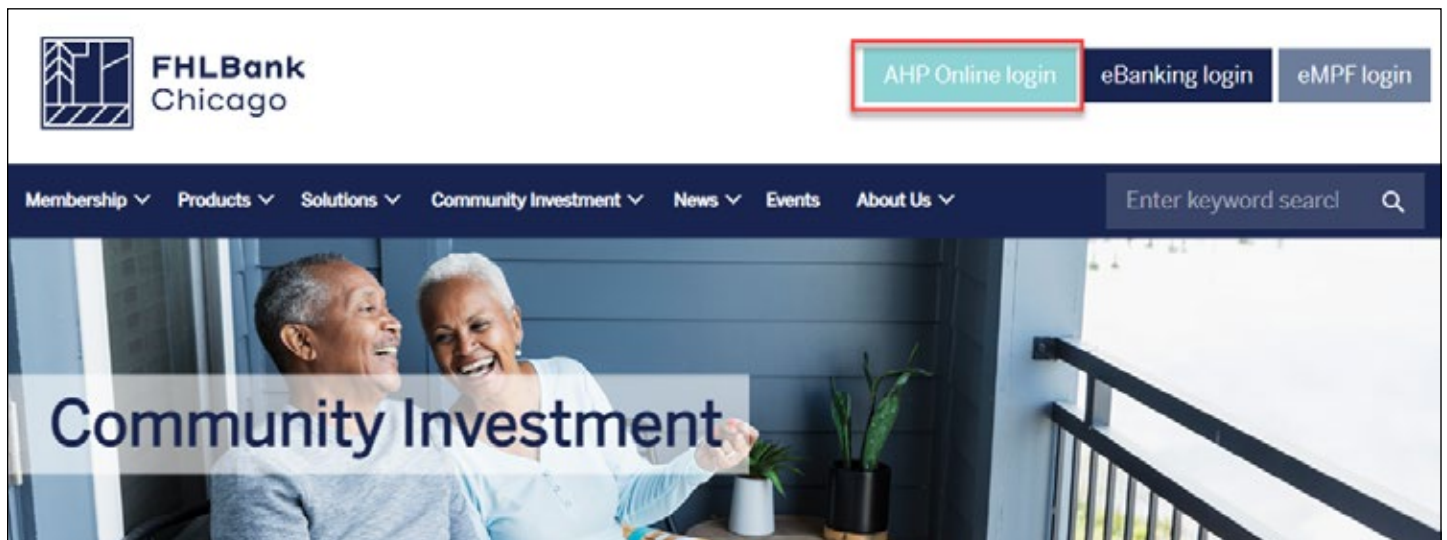 FHLBank
Chicago
AHP Online login
eBanking login
eMPF login
Membership
Products
Solutions
Community Investment
News
Events
About Us
Enter keyword searcl
Community Investment